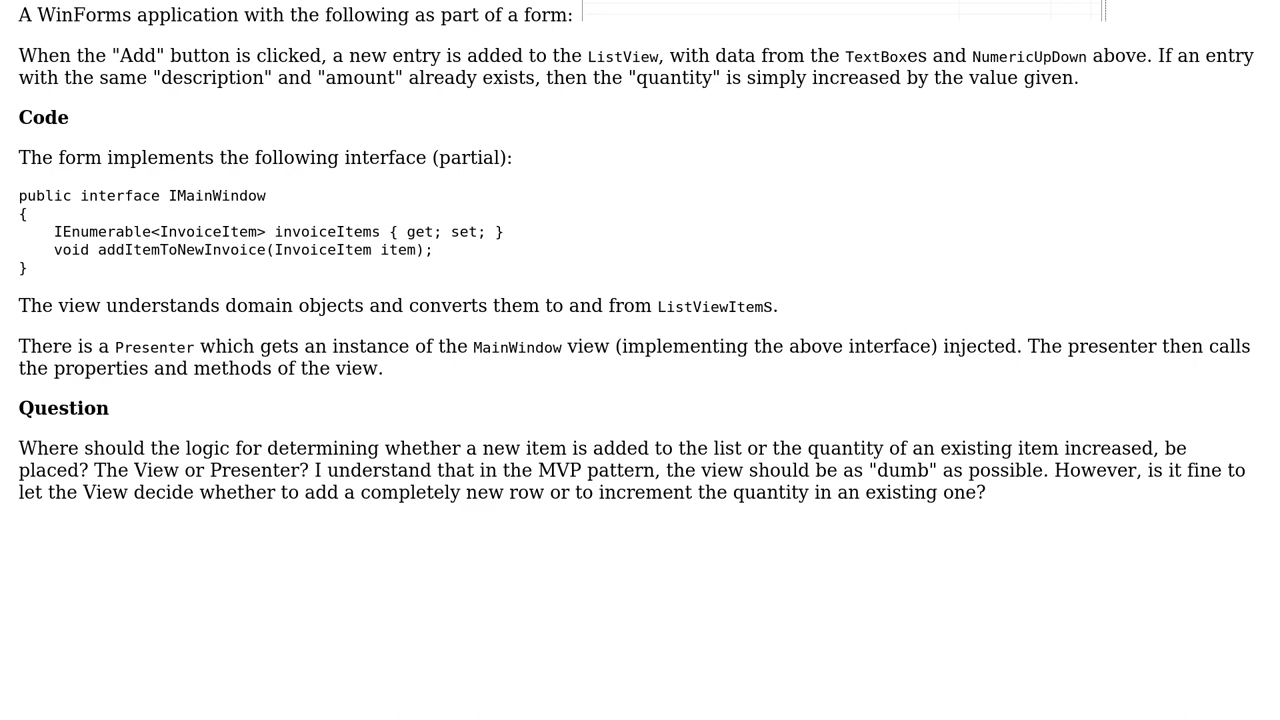 A WinForms application with the following as part of a form:
When the "Add" button is clicked, a new entry is added to the ListView, with data from the TextBoxes and NumericUpDown above. If an entry
with the same "description" and "amount" already exists, then the "quantity" is simply increased by the value given.
Code
The form implements the following interface (partial):
public interface IMainWindow
{
    IEnumerable<InvoiceItem> invoiceItems { get; set; }
    void addItemToNewInvoice(InvoiceItem item);
}
The view understands domain objects and converts them to and from ListViewItems.
There is a Presenter which gets an instance of the MainWindow view (implementing the above interface) injected. The presenter then calls
the properties and methods of the view.
Question
Where should the logic for determining whether a new item is added to the list or the quantity of an existing item increased, be
placed? The View or Presenter? I understand that in the MVP pattern, the view should be as "dumb" as possible. However, is it fine to
let the View decide whether to add a completely new row or to increment the quantity in an existing one?